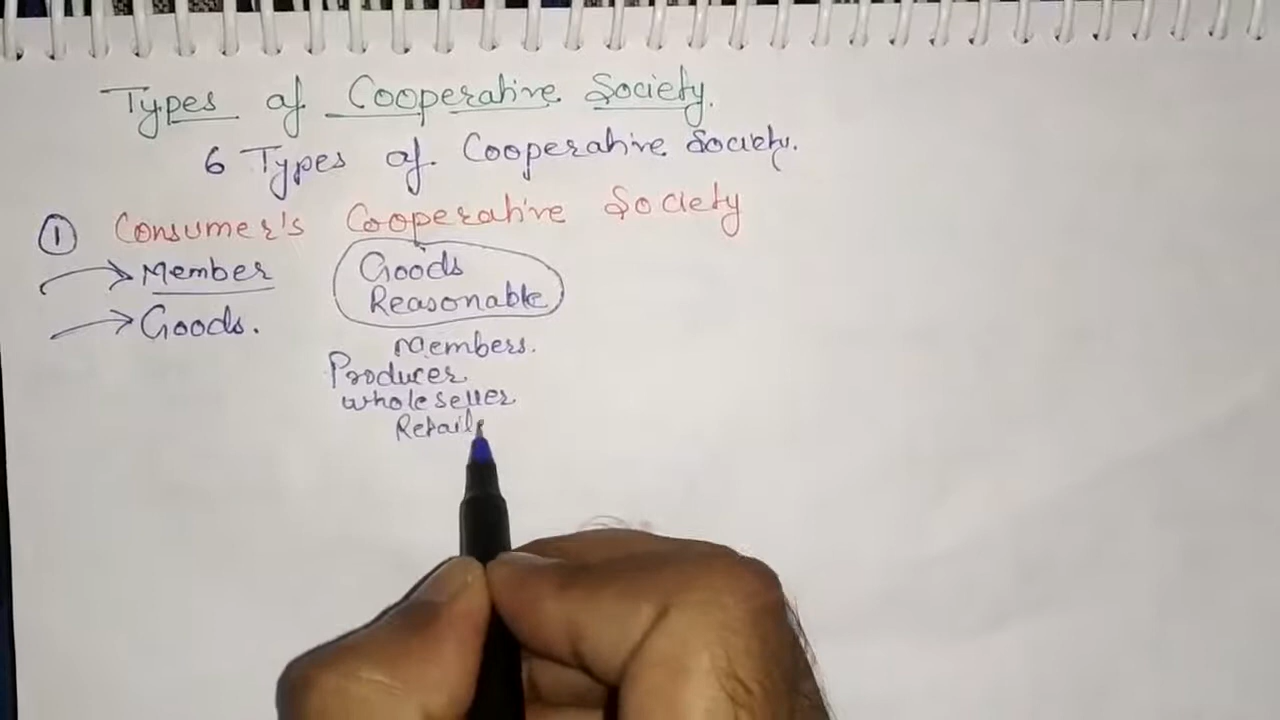 Types of Cooperative Society.
6 Types of Cooperative Society.
① Consumer's Cooperative Society
Member
Goods
Reasonable
Goods.
Members.
Producer
wholeseller
Retail